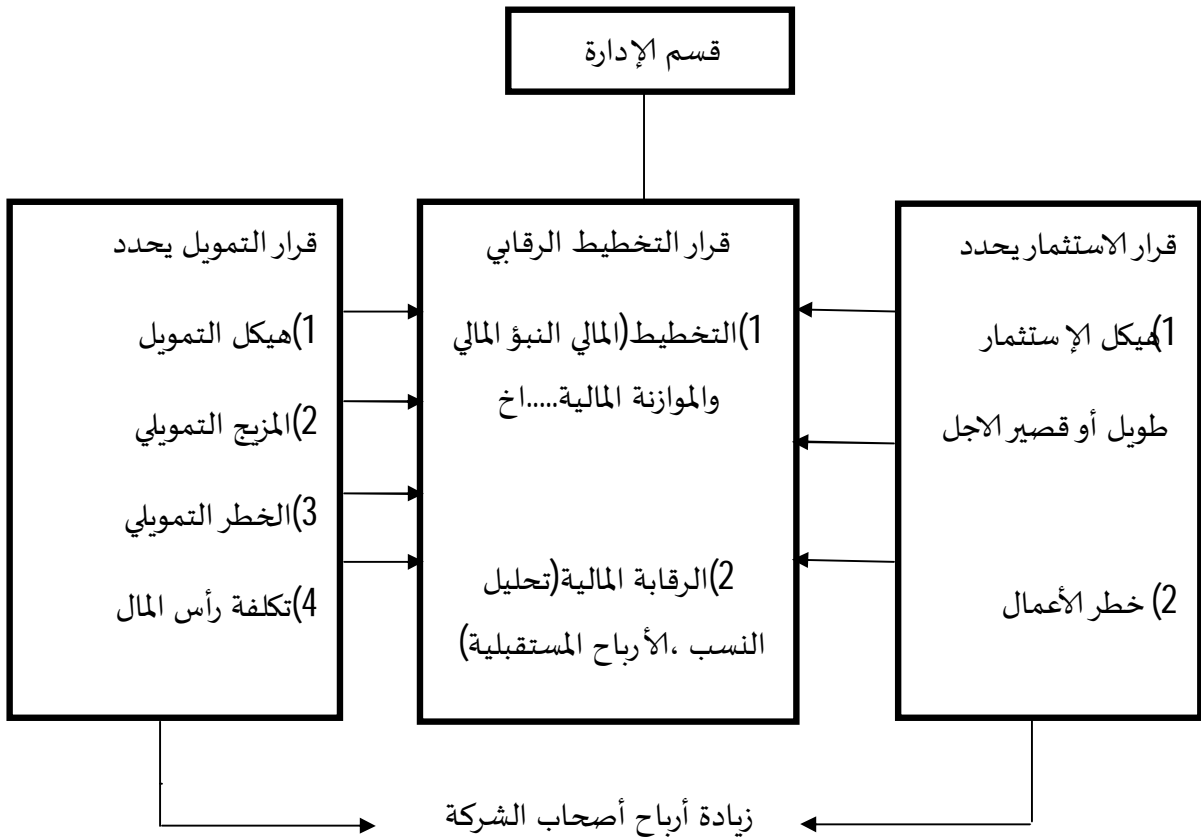 قسم الإدارة
قرار الاستثمار يحدد
1)هيكل الإ ستثمار
طويل أو قصير الاجل
2) خطر الأعمال
قرار التخطيط الرقابي
1)التخطيط(المالي النبؤ المالي
والموازنة المالية.....اخ
2)الرقابة المالية(تحليل
النسب ،الأرباح المستقبلية)
قرار التمويل يحدد
1)هيكل التمويل
2)المزيج التمويلي
3)الخطر التمويلي
4)تكلفة رأس المال
زيادة أرباح أصحاب الشركة